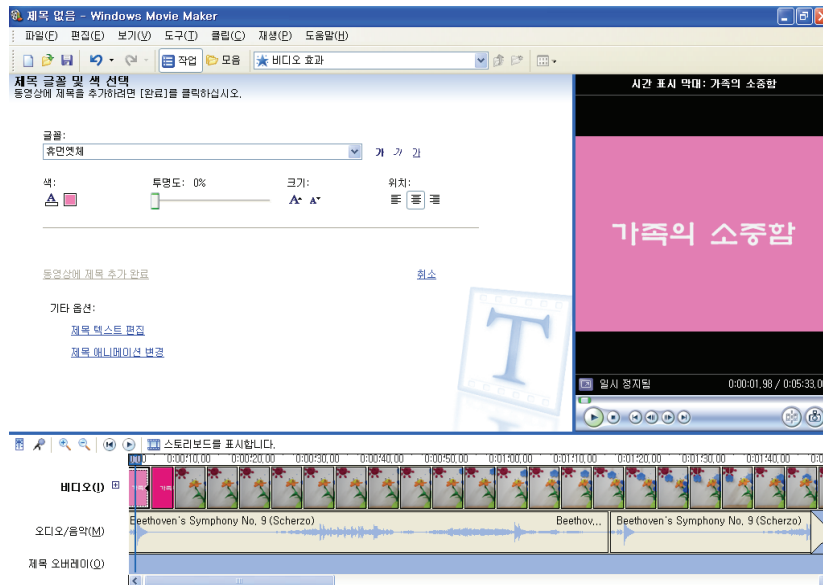 제목 없음 - Windows Movie Maker
파일(F) 편집(E) 보기(V) 도구(T) 클립(C) 재생(P) 도움말(H)
작업 모음 비디오 효과
제목 글꼴 및 색 선택
동영상에 제목을 추가하려면 [완료]를 클릭하십시오.
글꼴:
휴먼옛체
가 가 가
색: 투명도: 0% 크기: 위치:
동영상에 제목 추가 완료 취소
기타 옵션:
제목 텍스트 편집
제목 애니메이션 변경
시간 표시 막대: 가족의 소중함
가족의 소중함
일시 정지됨 0:00:01,98 / 0:05:33,0
스토리보드를 표시합니다.
0:00:10,00 0:00:20,00 0:00:30,00 0:00:40,00 0:00:50,00 0:01:00,00 0:01:10,00 0:01:20,00 0:01:30,00 0:01:40,00
비디오(I)
오디오/음악(M)
Beethoven's Symphony No. 9 (Scherzo) Beethov... Beethoven's Symphony No. 9 (Scherzo)
제목 오버레이(O)